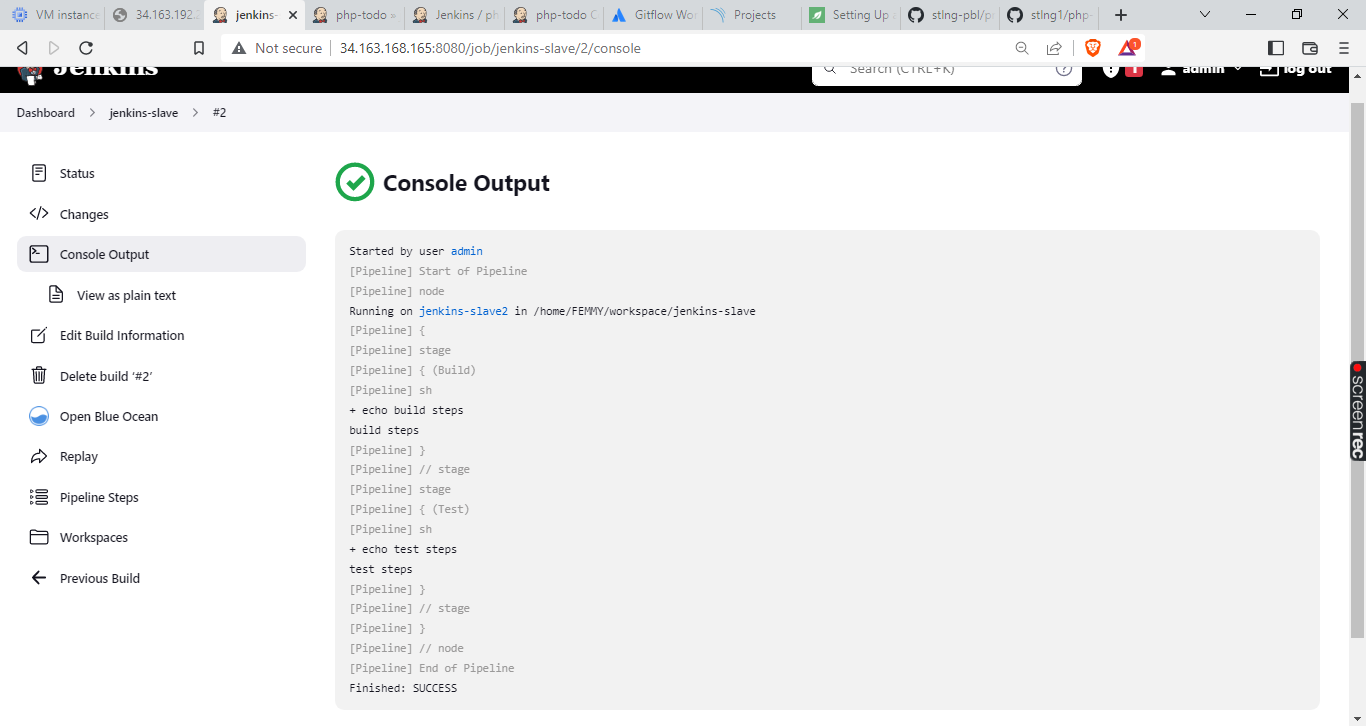 VM instance
34.163.192.
jenkins-
php-todo »
Jenkins / ph
php-todo C
Gitflow Wor
Projects
Setting Up a
stlng-pbl/p
stlng1/php-
Not secure
34.163.168.165:8080/job/jenkins-slave/2/console
1
Jenkins
Search (CTRL+K)
?
1
admin
log out
Dashboard > jenkins-slave > #2
Status
Changes
Console Output
View as plain text
Edit Build Information
Delete build ‘#2’
Open Blue Ocean
Replay
Pipeline Steps
Workspaces
Previous Build
Console Output
Started by user admin
[Pipeline] Start of Pipeline
[Pipeline] node
Running on jenkins-slave2 in /home/FEMMY/workspace/jenkins-slave
[Pipeline] {
[Pipeline] stage
[Pipeline] { (Build)
[Pipeline] sh
+ echo build steps
build steps
[Pipeline] }
[Pipeline] // stage
[Pipeline] stage
[Pipeline] { (Test)
[Pipeline] sh
+ echo test steps
test steps
[Pipeline] }
[Pipeline] // stage
[Pipeline] }
[Pipeline] // node
[Pipeline] End of Pipeline
Finished: SUCCESS
screenrec